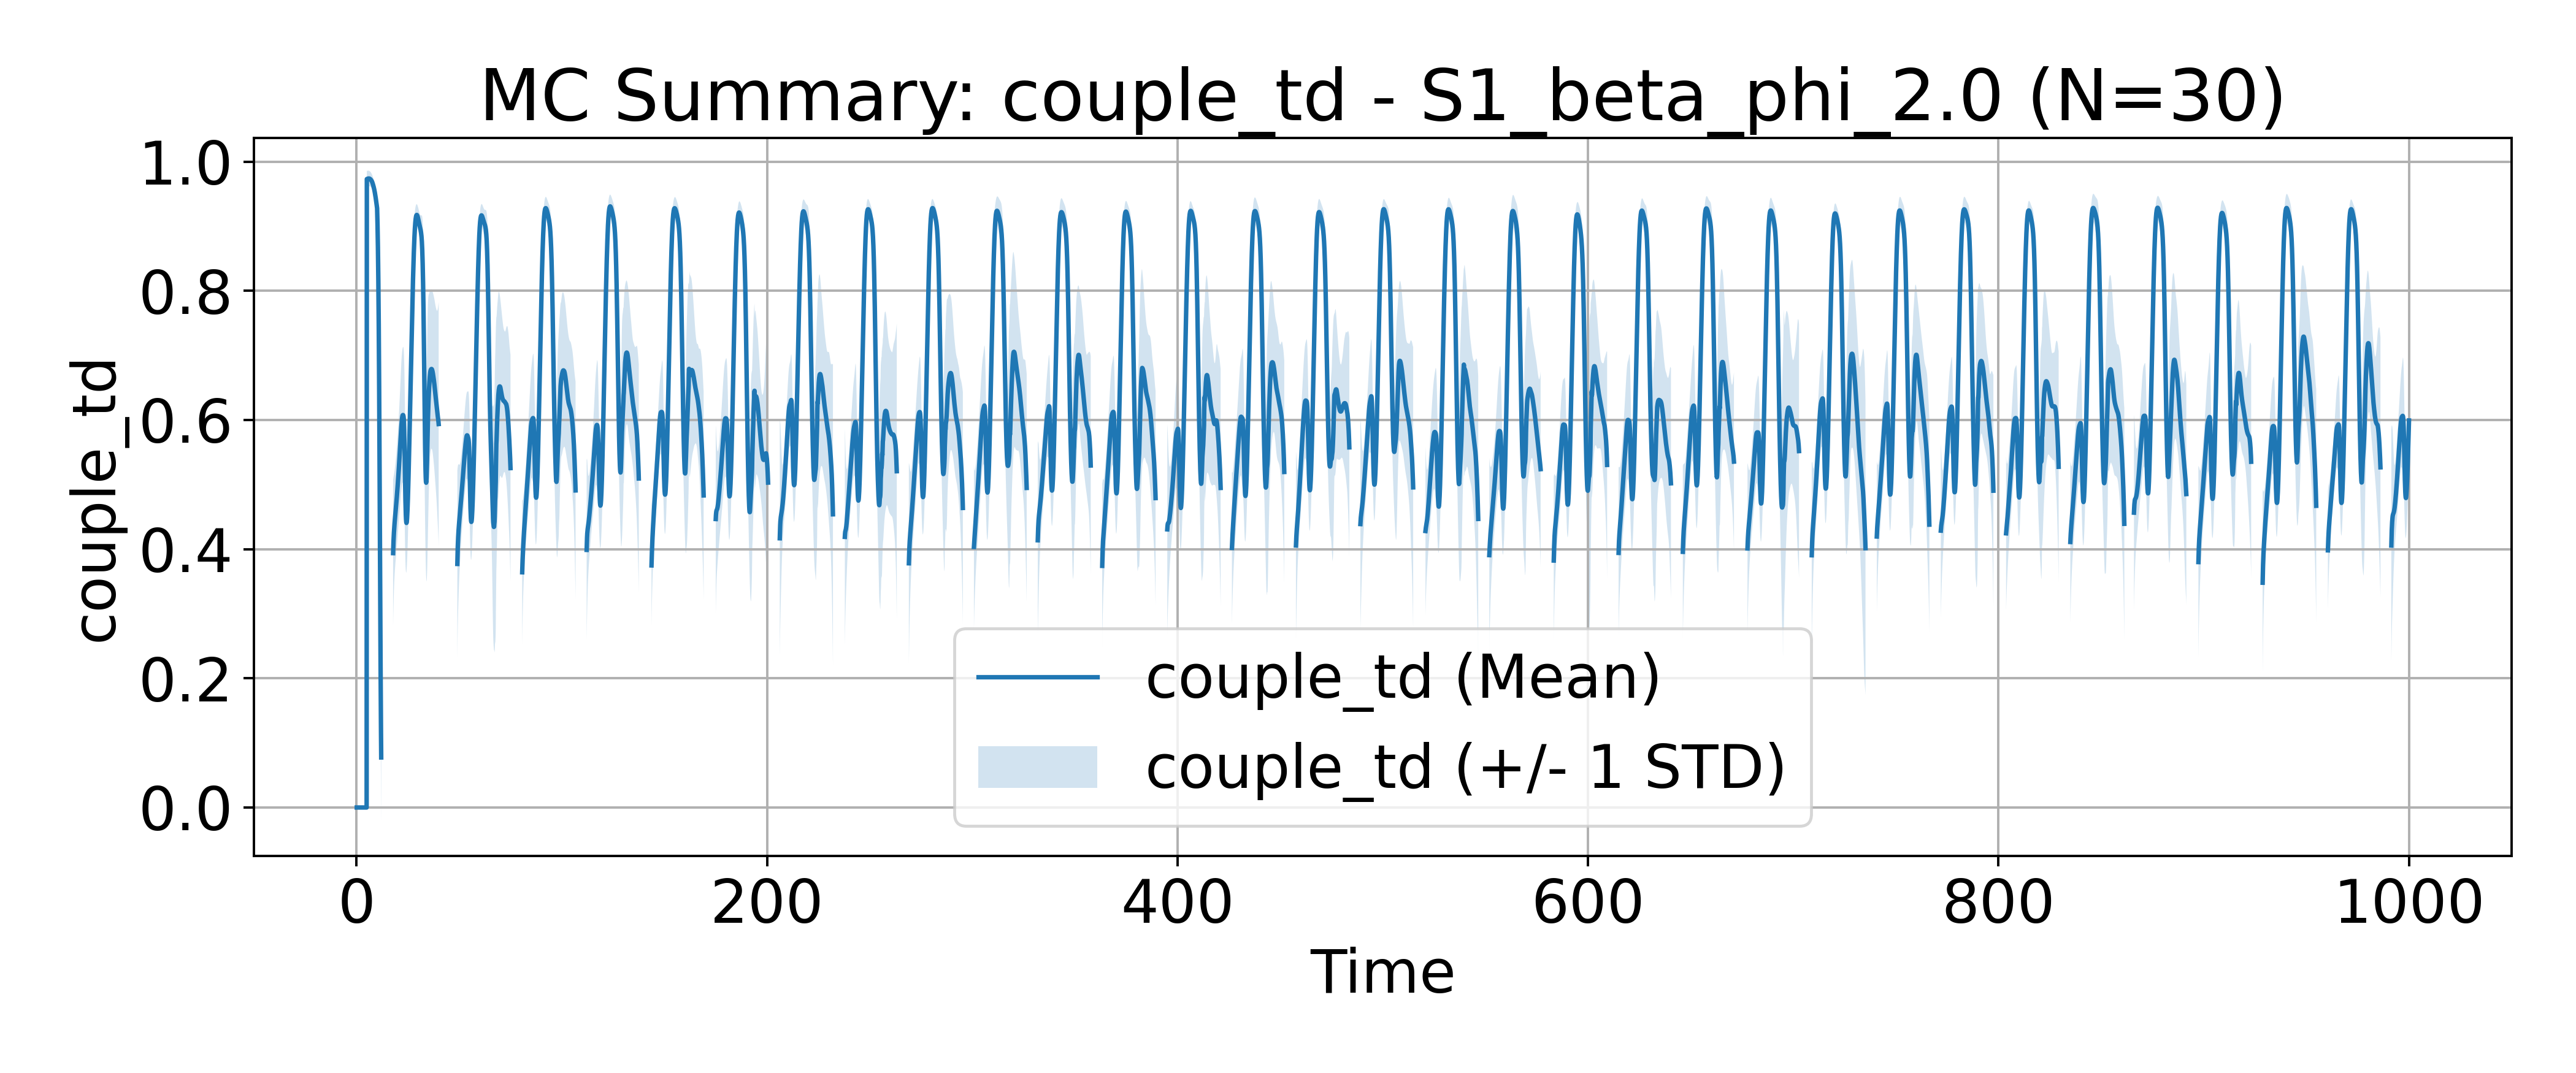 MC Summary: couple_td - S1_beta_phi_2.0 (N=30)
couple_td
1.0
0.8
0.6
0.4
0.2
0.0
couple_td (Mean)
couple_td (+/- 1 STD)
0 200 400 600 800 1000
Time